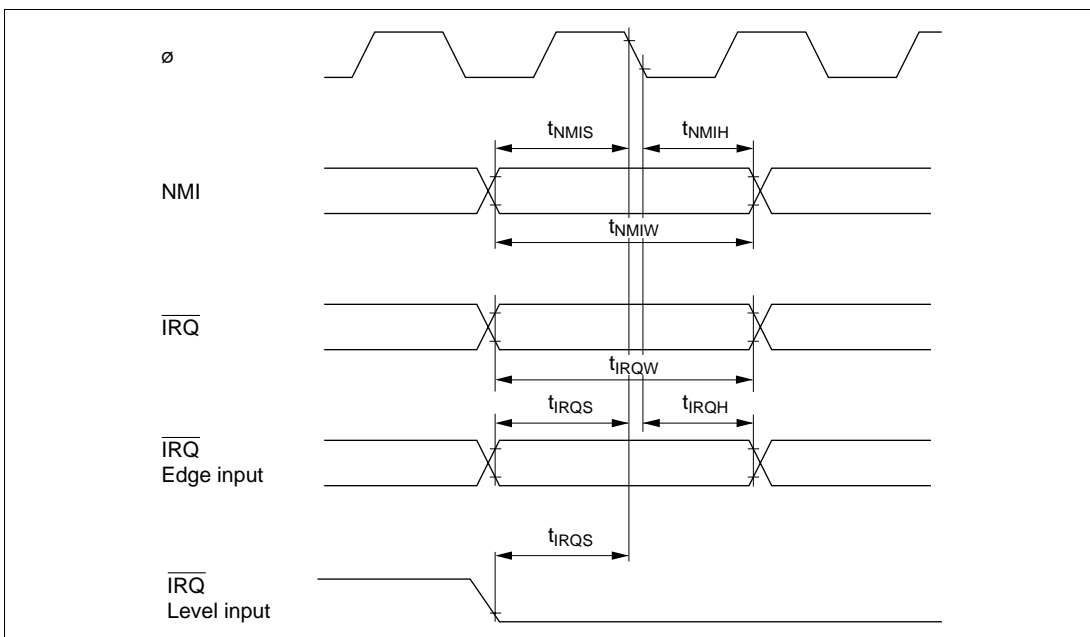 ø
tNMIS tNMIH
NMI
tNMIW
IRQ
tIRQW
tIRQS tIRQH
IRQ
Edge input
tIRQS
IRQ
Level input